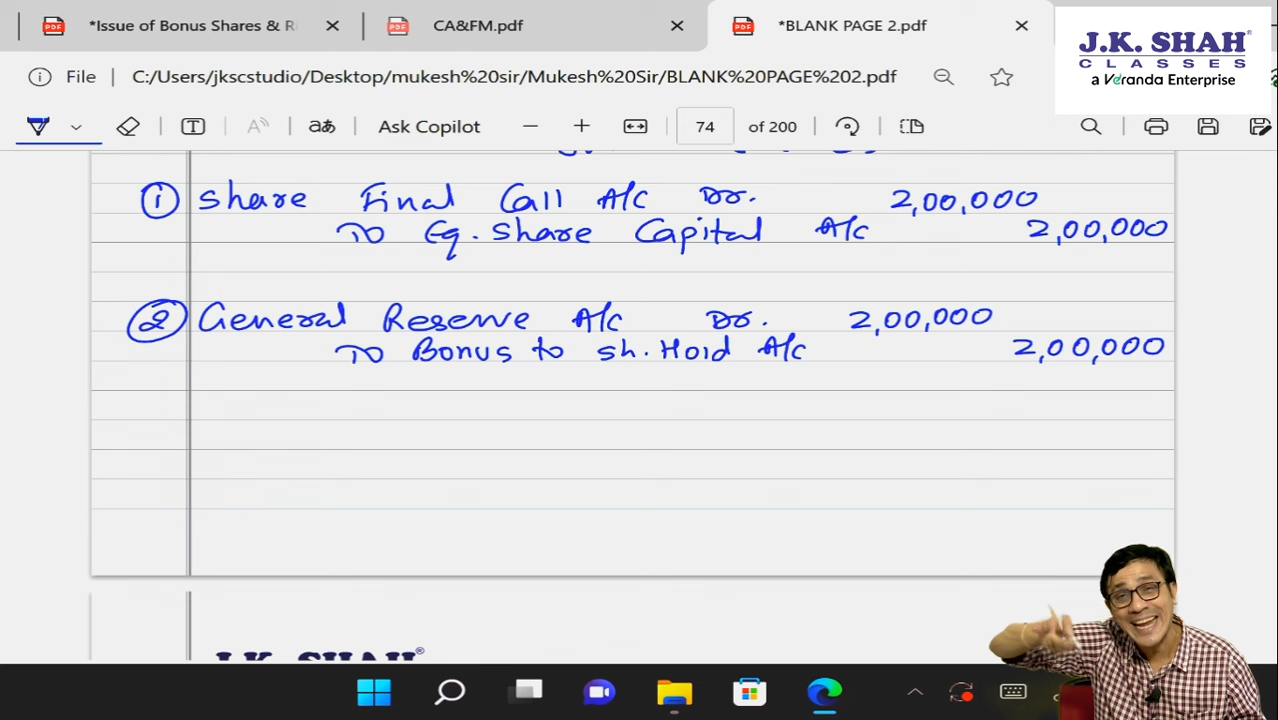 *Issue of Bonus Shares & Ri
CA&FM.pdf
*BLANK PAGE 2.pdf
J.K. SHAH®
CLASSES
a Veranda Enterprise
File C:/Users/jkscstudio/Desktop/mukesh%20sir/Mukesh%20Sir/BLANK%20PAGE%202.pdf
Ask Copilot
74 of 200
① Share Final Call A/c Dr. 2,00,000
To Eq. Share Capital A/c 2,00,000
② General Reserve A/c Dr. 2,00,000
To Bonus to Sh. Hold A/c 2,00,000
J.K. SHAH®